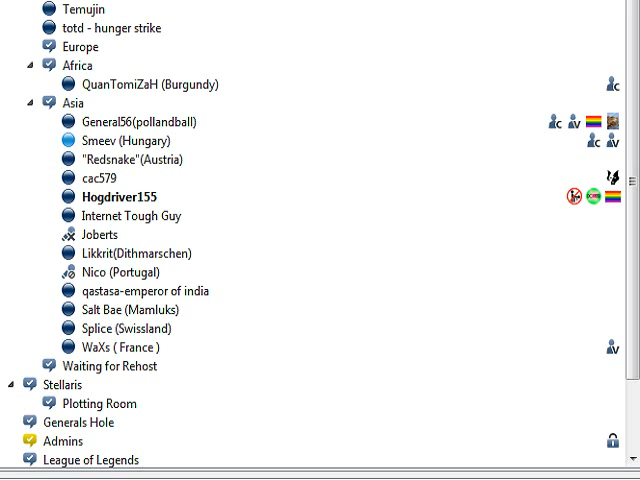 Temujin
totd - hunger strike
Europe
Africa
QuanTomiZaH (Burgundy)
C
Asia
General56(pollandball)
C V
Smeev (Hungary)
C V
"Redsnake"(Austria)
cac579
Hogdriver155
Internet Tough Guy
Joberts
Likkrit(Dithmarschen)
Nico (Portugal)
qastasa-emperor of india
Salt Bae (Mamluks)
Splice (Swissland)
WaXs ( France )
V
Waiting for Rehost
Stellaris
Plotting Room
Generals Hole
Admins
League of Legends